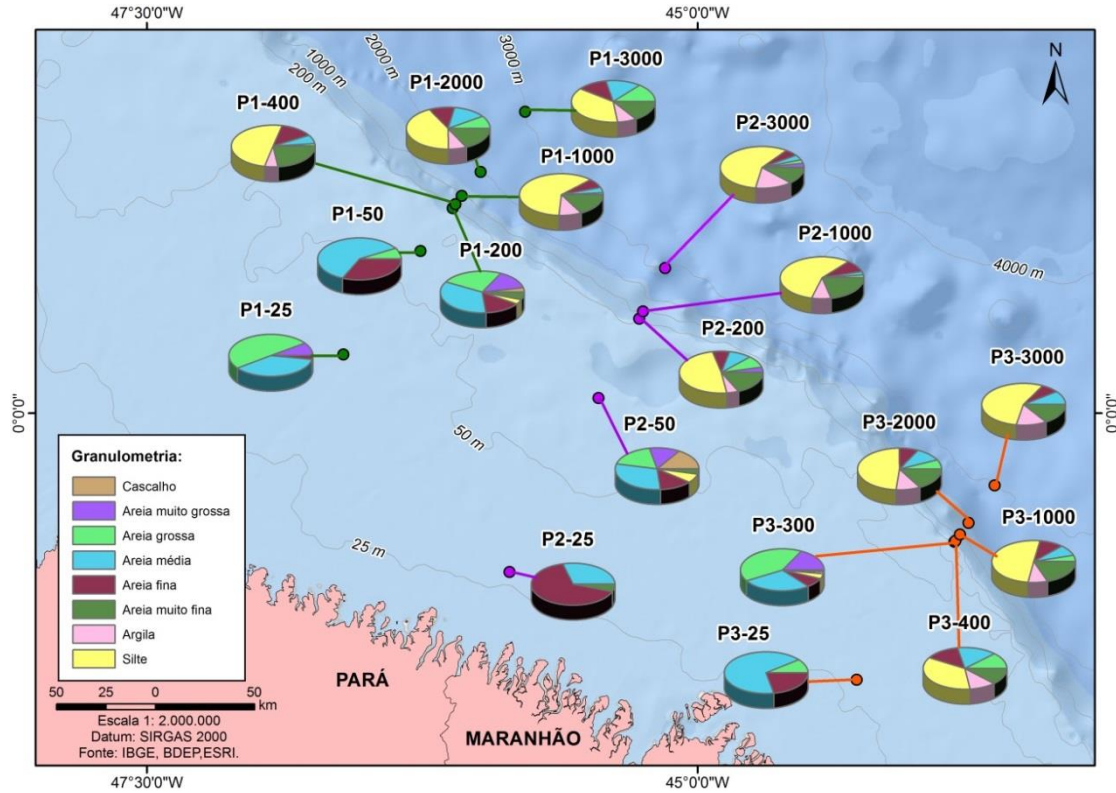 47°30'0"W
45°0'0"W
N
200 m
1000 m
2000 m
3000 m
4000 m
P1-3000
P1-2000
P1-400
P2-3000
P1-1000
P1-50
P1-200
P2-1000
P1-25
P2-200
P3-3000
0°0'0"
0°0'0"
P2-50
P3-2000
50 m
P3-1000
P3-300
P2-25
25 m
P3-400
P3-25
Granulometria:
Cascalho
Areia muito grossa
Areia grossa
Areia média
Areia fina
Areia muito fina
Argila
Silte
50 25 0 50
km
Escala 1: 2.000.000
Datum: SIRGAS 2000
Fonte: IBGE, BDEP,ESRI.
PARÁ
MARANHÃO
47°30'0"W
45°0'0"W